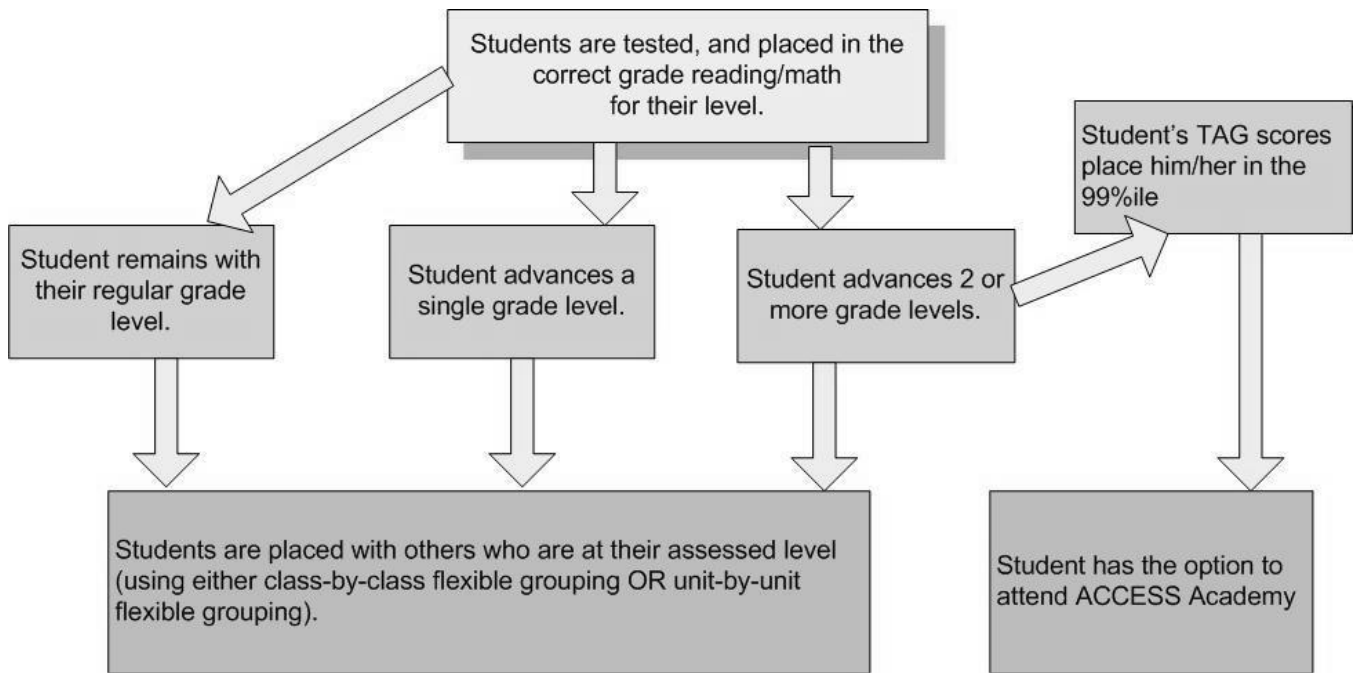 Students are tested, and placed in the
correct grade reading/math
for their level.
Student's TAG scores
place him/her in the
99%ile
Student remains with
their regular grade
level.
Student advances a
single grade level.
Student advances 2 or
more grade levels.
Students are placed with others who are at their assessed level
(using either class-by-class flexible grouping OR unit-by-unit
flexible grouping).
Student has the option to
attend ACCESS Academy